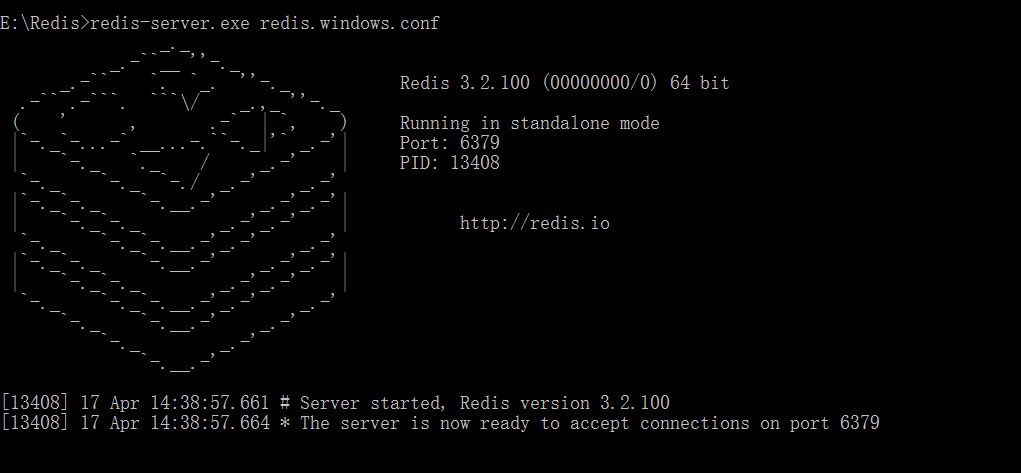 E:\Redis>redis-server.exe redis.windows.conf
Redis 3.2.100 (00000000/0) 64 bit
Running in standalone mode
Port: 6379
PID: 13408
http://redis.io
[13408] 17 Apr 14:38:57.661 # Server started, Redis version 3.2.100
[13408] 17 Apr 14:38:57.664 * The server is now ready to accept connections on port 6379